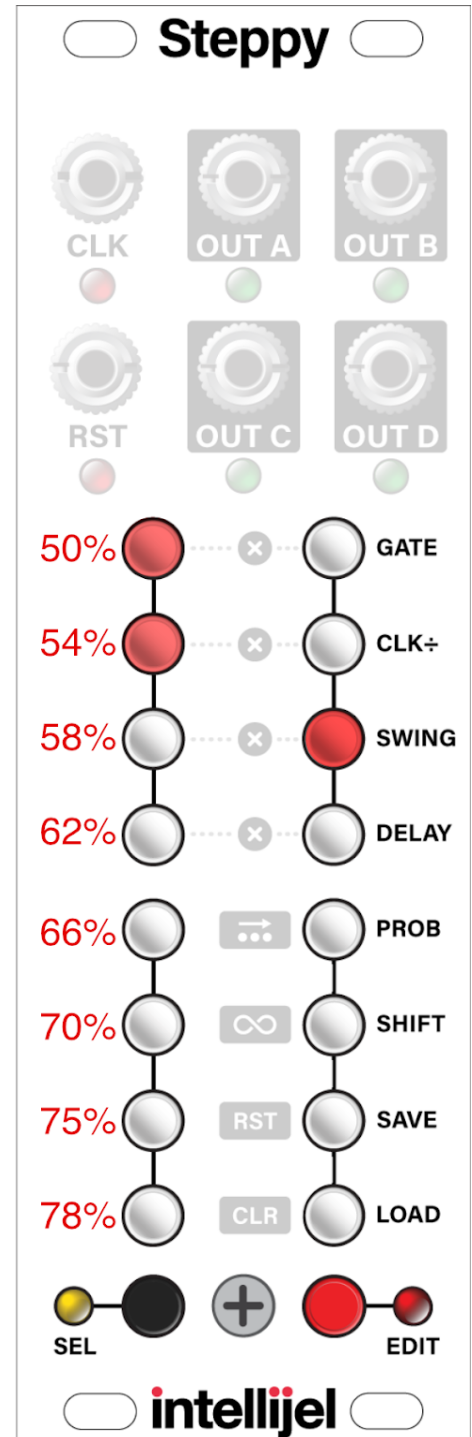 Steppy
CLK OUT A OUT B
RST OUT C OUT D
50% GATE
54% CLK÷
58% SWING
62% DELAY
66% PROB
70% SHIFT
75% RST SAVE
78% CLR LOAD
SEL EDIT
intellijel